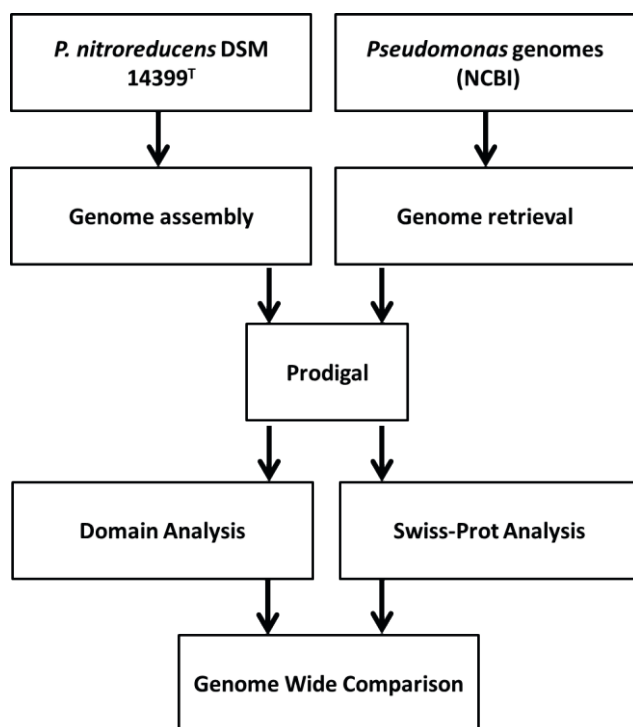 P. nitroreducens DSM
14399ᵀ
Pseudomonas genomes
(NCBI)
Genome assembly
Genome retrieval
Prodigal
Domain Analysis
Swiss-Prot Analysis
Genome Wide Comparison